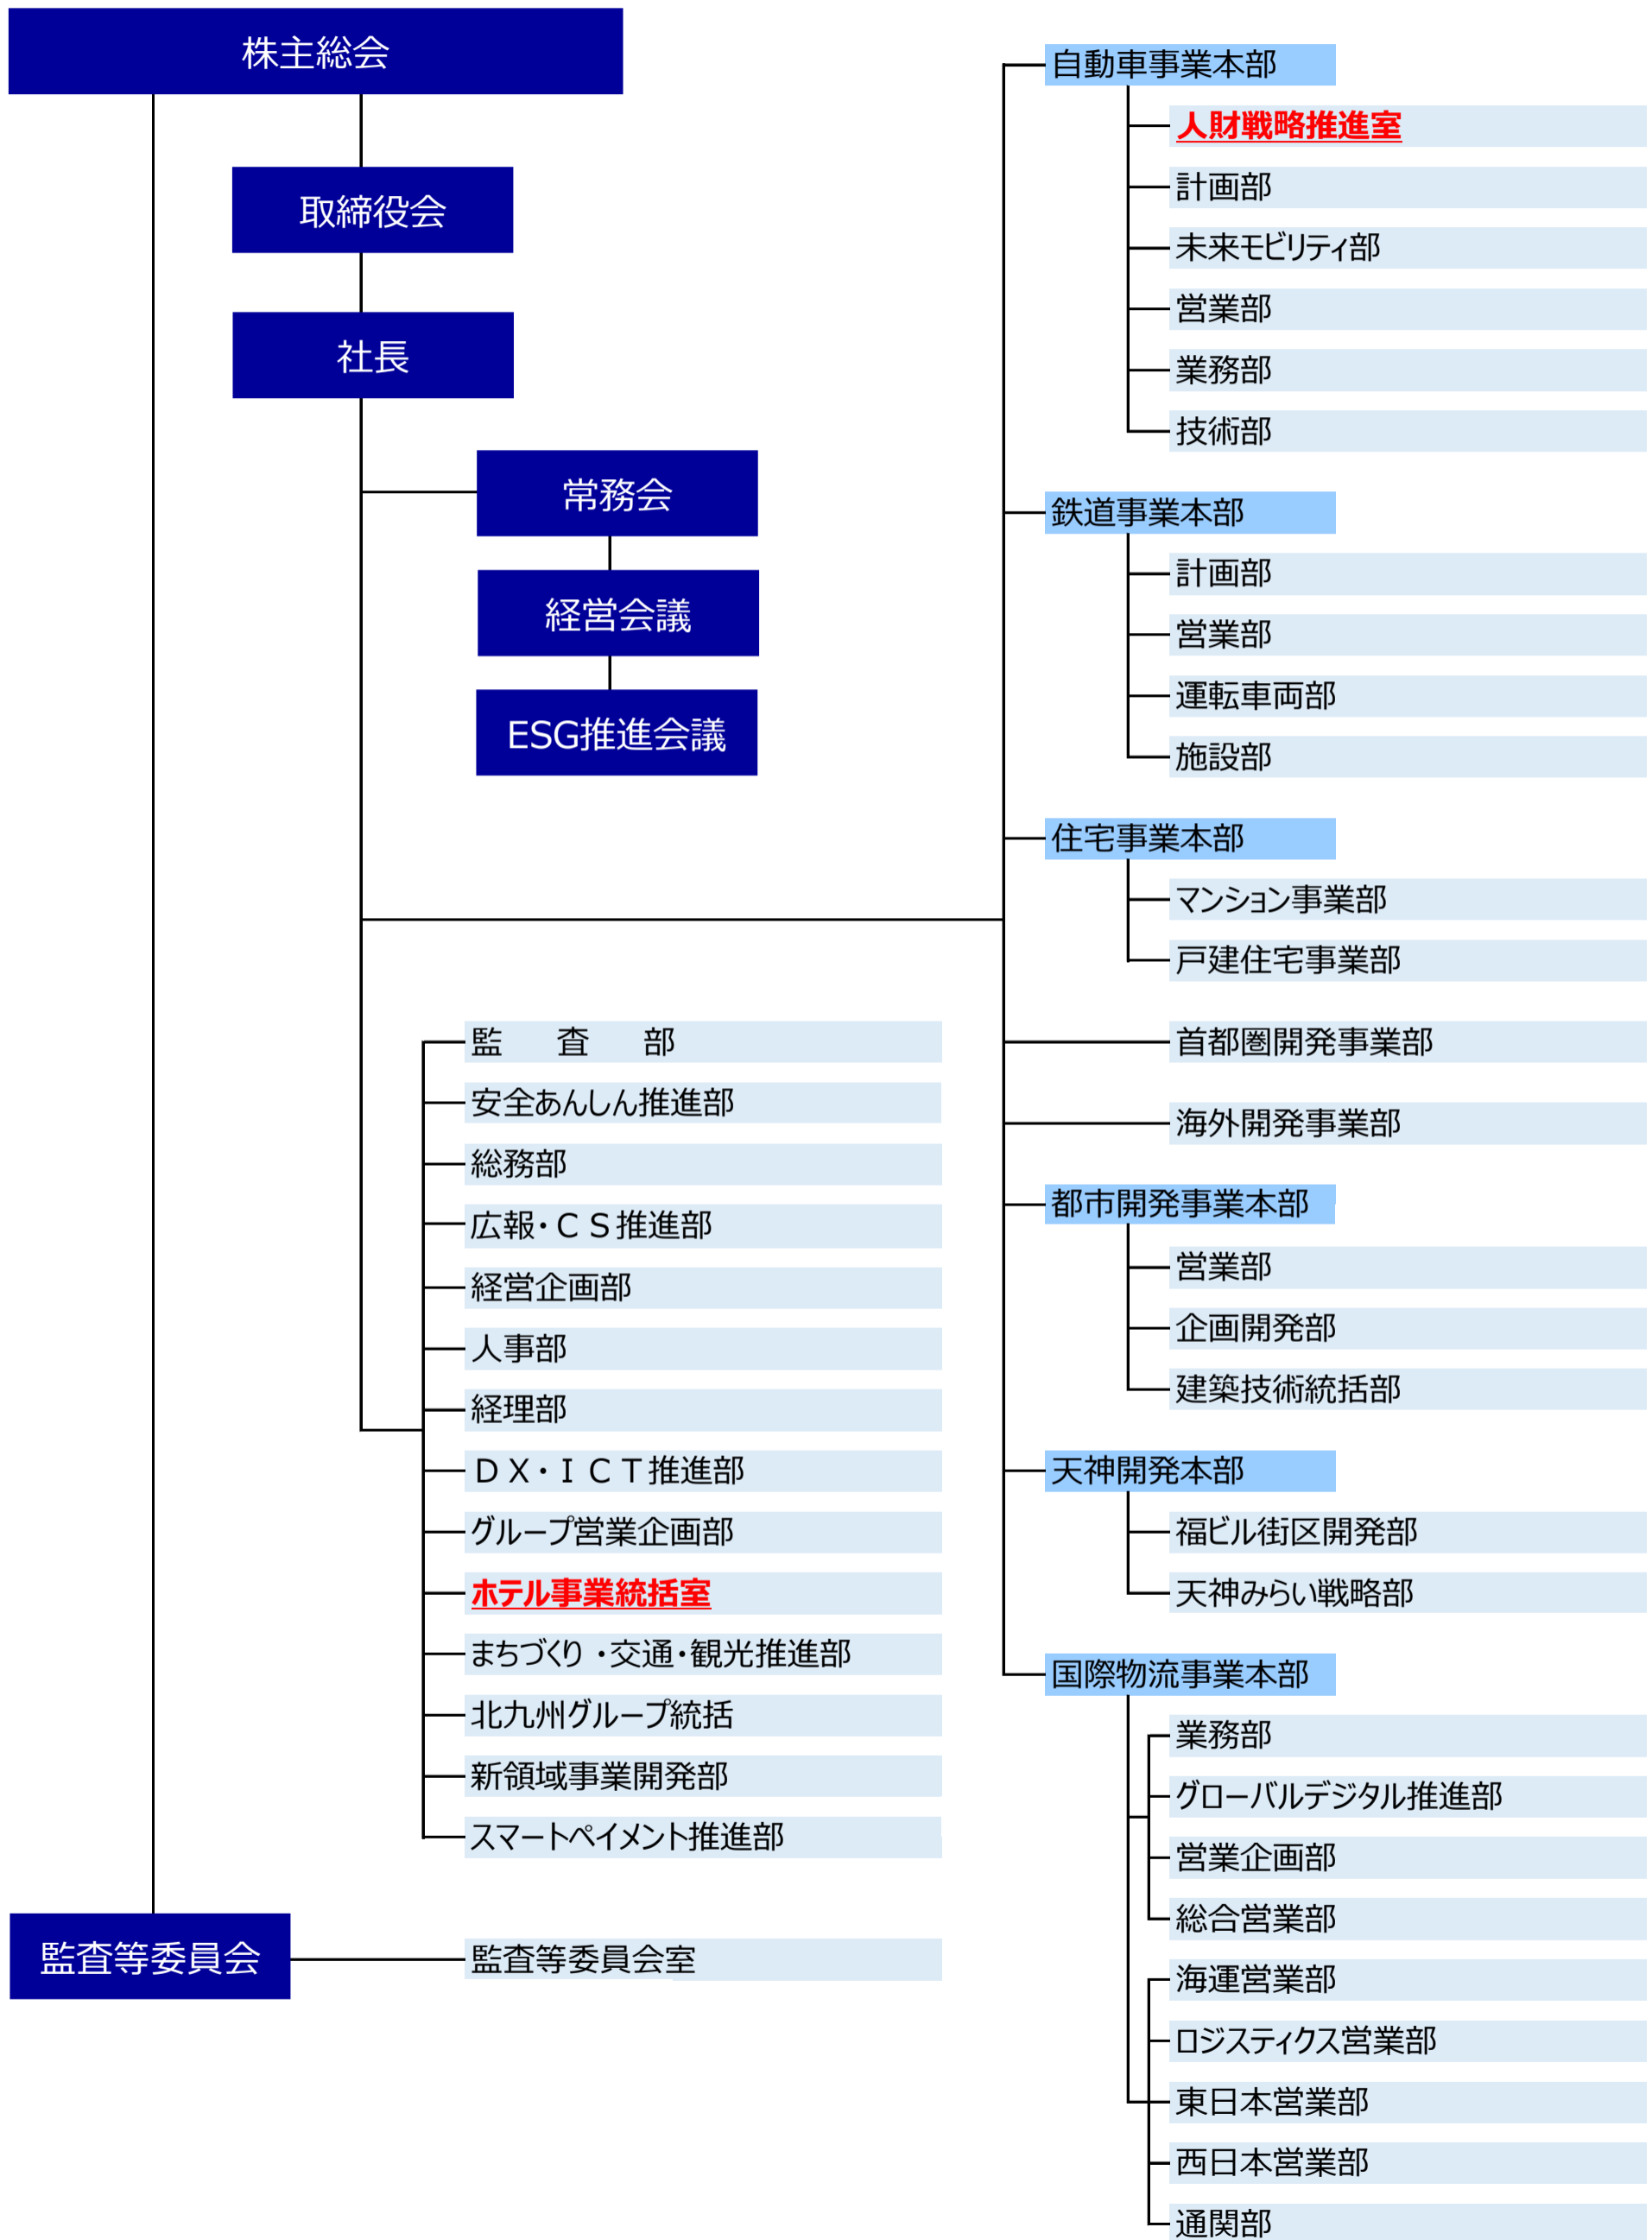 株主総会
取締役会
社長
常務会
経営会議
ESG推進会議
監　査　部
安全あんしん推進部
総務部
広報・ＣＳ推進部
経営企画部
人事部
経理部
ＤＸ・ＩＣＴ推進部
グループ営業企画部
ホテル事業統括室
まちづくり・交通・観光推進部
北九州グループ統括
新領域事業開発部
スマートペイメント推進部
監査等委員会
監査等委員会室
自動車事業本部
人財戦略推進室
計画部
未来モビリティ部
営業部
業務部
技術部
鉄道事業本部
計画部
営業部
運転車両部
施設部
住宅事業本部
マンション事業部
戸建住宅事業部
首都圏開発事業部
海外開発事業部
都市開発事業本部
営業部
企画開発部
建築技術統括部
天神開発本部
福ビル街区開発部
天神みらい戦略部
国際物流事業本部
業務部
グローバルデジタル推進部
営業企画部
総合営業部
海運営業部
ロジスティクス営業部
東日本営業部
西日本営業部
通関部